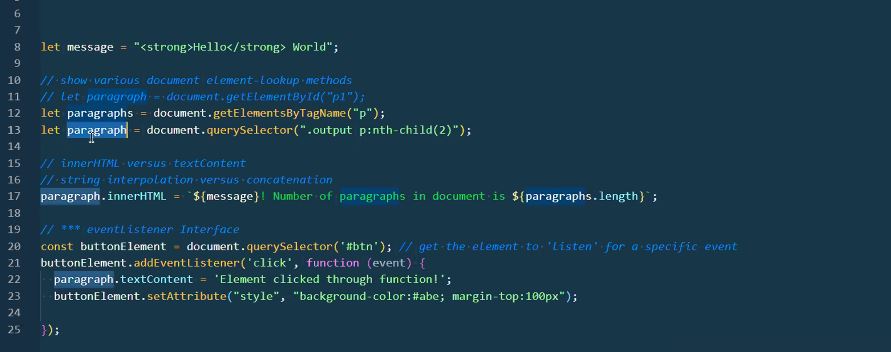 6
7
8 let message = "<strong>Hello</strong> World";
9
10 // show various document element-lookup methods
11 // let paragraph = document.getElementById("p1");
12 let paragraphs = document.getElementsByTagName("p");
13 let paragraph = document.querySelector(".output p:nth-child(2)");
14
15 // innerHTML versus textContent
16 // string interpolation versus concatenation
17 paragraph.innerHTML = `${message}! Number of paragraphs in document is ${paragraphs.length}`;
18
19 // *** eventListener Interface
20 const buttonElement = document.querySelector('#btn'); // get the element to 'listen' for a specific event
21 buttonElement.addEventListener('click', function (event) {
22 paragraph.textContent = 'Element clicked through function!';
23 buttonElement.setAttribute("style", "background-color:#abe; margin-top:100px");
24
25 });